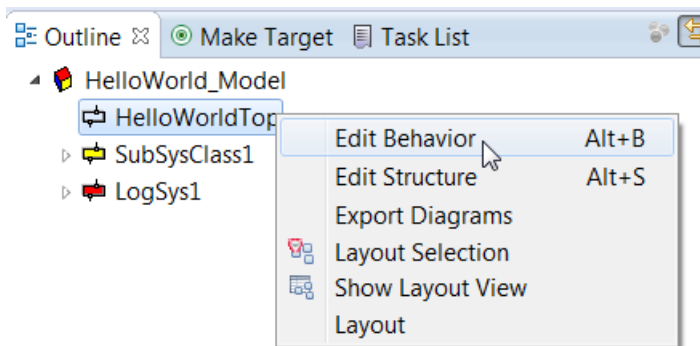 Outline Make Target Task List
HelloWorld_Model
HelloWorldTop
Edit Behavior Alt+B
SubSysClass1
Edit Structure Alt+S
LogSys1
Export Diagrams
Layout Selection
Show Layout View
Layout